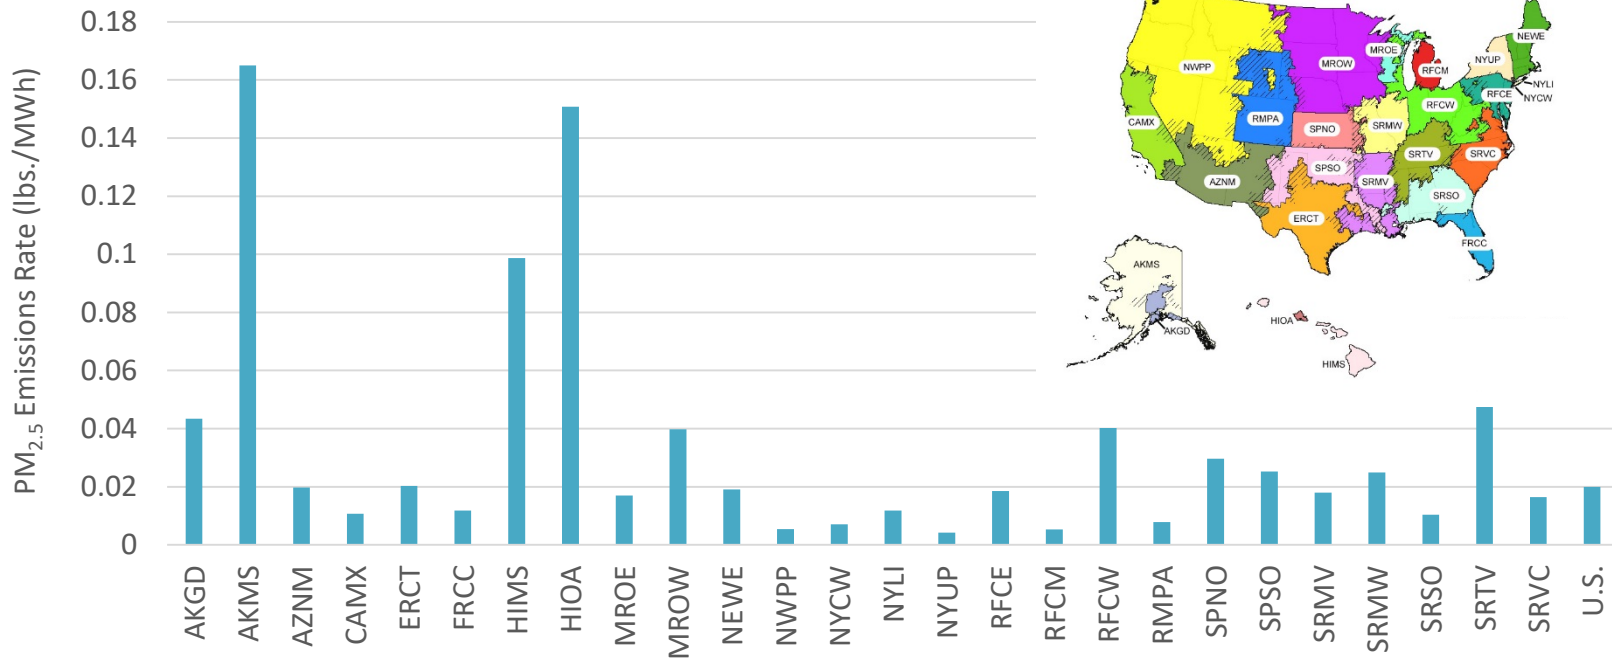 PM2.5 Emissions Rate (lbs./MWh)
0.18
0.16
0.14
0.12
0.1
0.08
0.06
0.04
0.02
0
AKGD
AKMS
AZNM
CAMX
ERCT
FRCC
HIMS
HIOA
MROE
MROW
NEWE
NWPP
NYCW
NYLI
NYUP
RFCE
RFCM
RFCW
RMPA
SPNO
SPSO
SRMV
SRMW
SRSO
SRTV
SRVC
U.S.
NEWE
MROE
NYUP
NWPP
MROW
RFCM
NYLI
RFCE
NYCW
RFCW
CAMX
RMPA
SRMW
SPNO
SRTV
SRVC
SPSO
AZNM
SRMV
SRSO
ERCT
FRCC
AKMS
AKGD
HIOA
HIMS